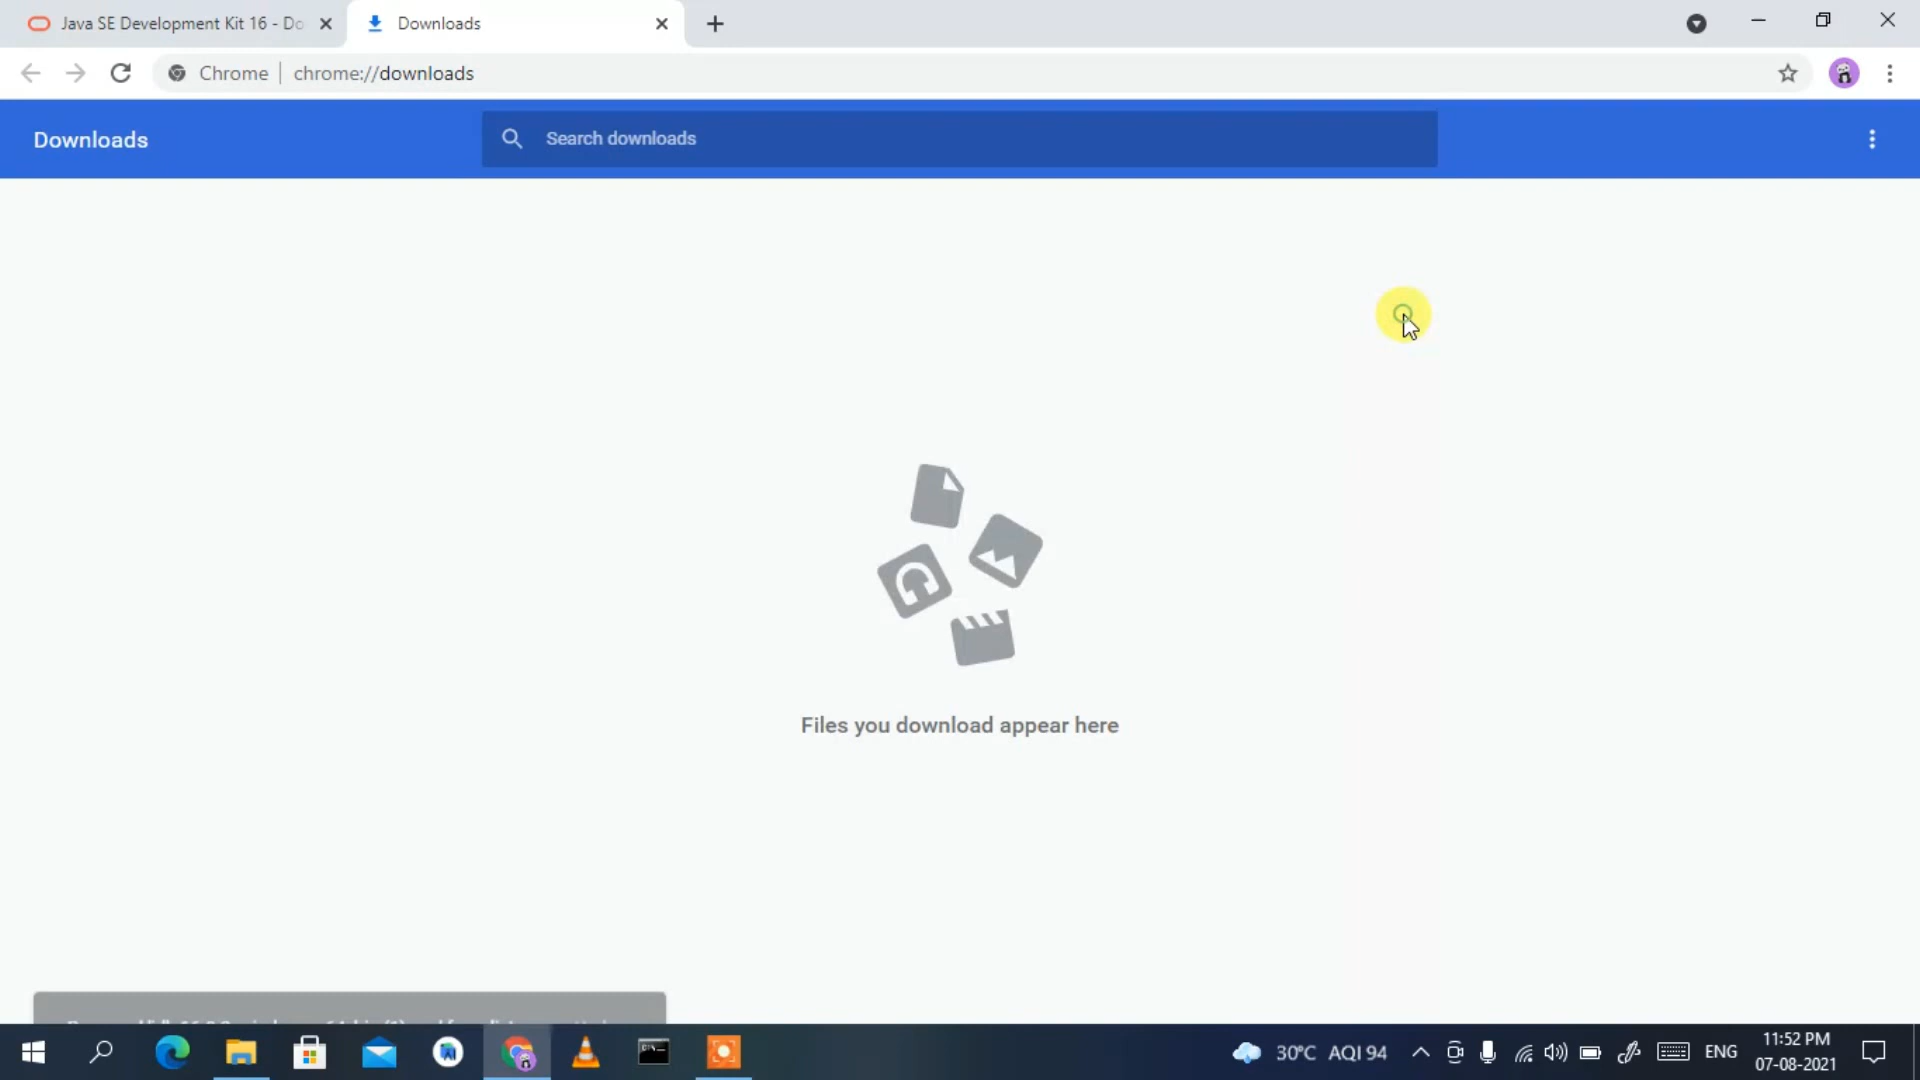 Java SE Development Kit 16 - Do
Downloads
Chrome
chrome://downloads
Downloads
Search downloads
Files you download appear here
30°C AQI 94
ENG
11:52 PM
07-08-2021